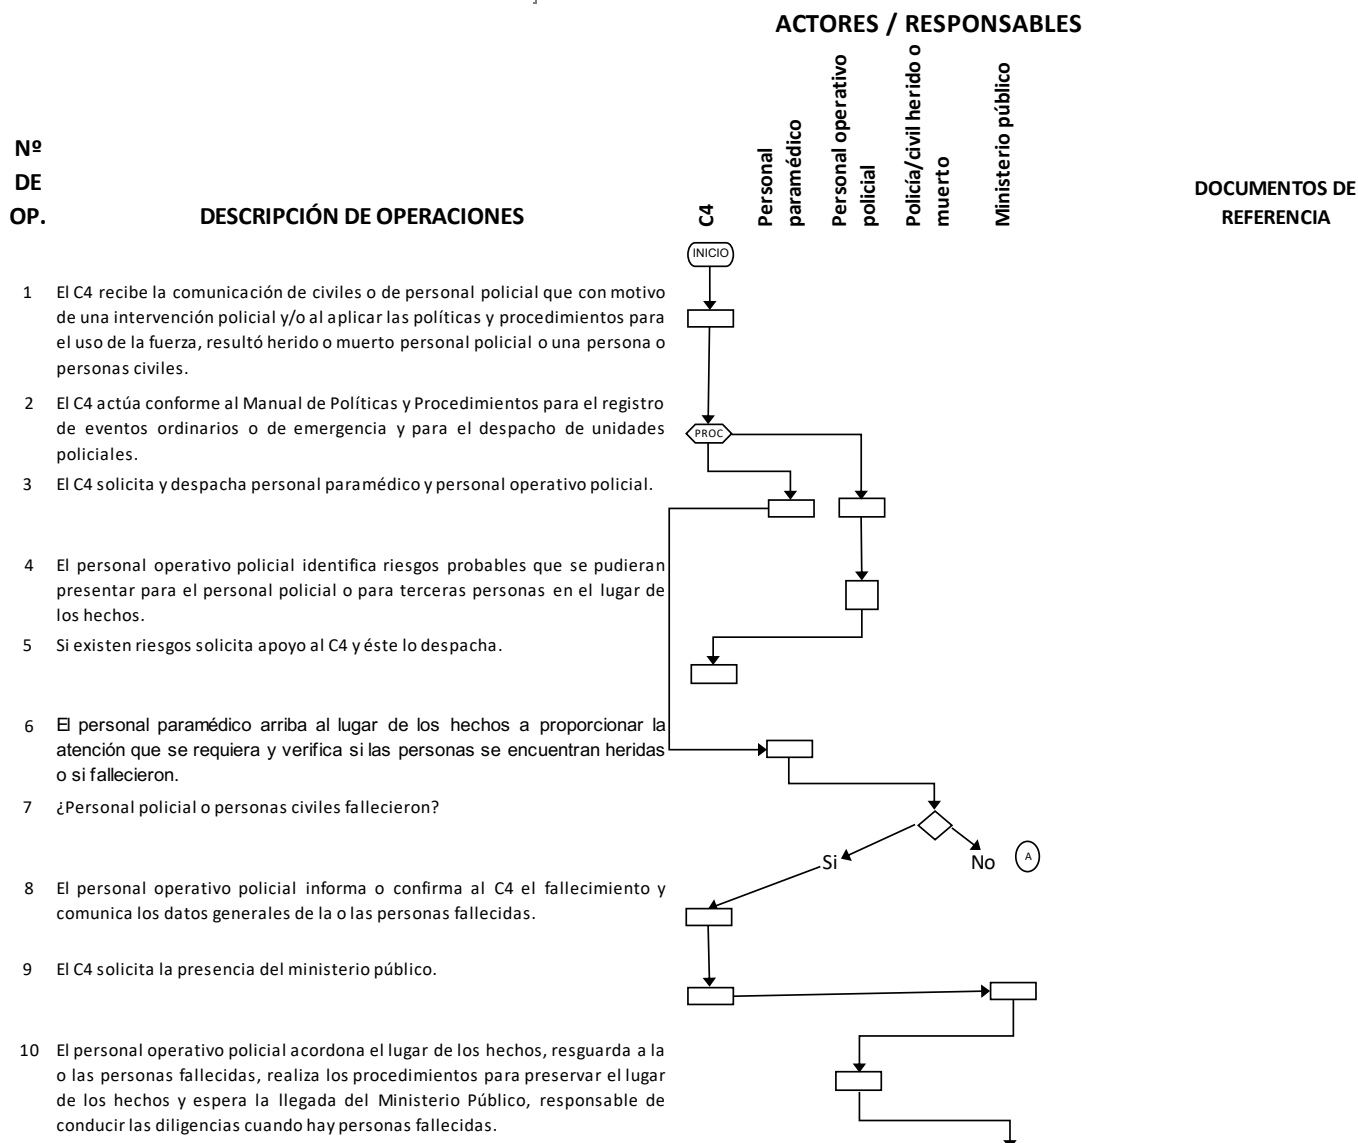 ACTORES / RESPONSABLES
Nº
DE
OP.
DESCRIPCIÓN DE OPERACIONES
C4
Personal
paramédico
Personal operativo
policial
Policía/civil herido o
muerto
Ministerio público
DOCUMENTOS DE
REFERENCIA
INICIO
1 El C4 recibe la comunicación de civiles o de personal policial que con motivo
de una intervención policial y/o al aplicar las políticas y procedimientos para
el uso de la fuerza, resultó herido o muerto personal policial o una persona o
personas civiles.
2 El C4 actúa conforme al Manual de Políticas y Procedimientos para el registro
de eventos ordinarios o de emergencia y para el despacho de unidades
policiales.
PROC
3 El C4 solicita y despacha personal paramédico y personal operativo policial.
4 El personal operativo policial identifica riesgos probables que se pudieran
presentar para el personal policial o para terceras personas en el lugar de
los hechos.
5 Si existen riesgos solicita apoyo al C4 y éste lo despacha.
6 El personal paramédico arriba al lugar de los hechos a proporcionar la
atención que se requiera y verifica si las personas se encuentran heridas
o si fallecieron.
7 ¿Personal policial o personas civiles fallecieron?
Si
No
A
8 El personal operativo policial informa o confirma al C4 el fallecimiento y
comunica los datos generales de la o las personas fallecidas.
9 El C4 solicita la presencia del ministerio público.
10 El personal operativo policial acordona el lugar de los hechos, resguarda a la
o las personas fallecidas, realiza los procedimientos para preservar el lugar
de los hechos y espera la llegada del Ministerio Público, responsable de
conducir las diligencias cuando hay personas fallecidas.